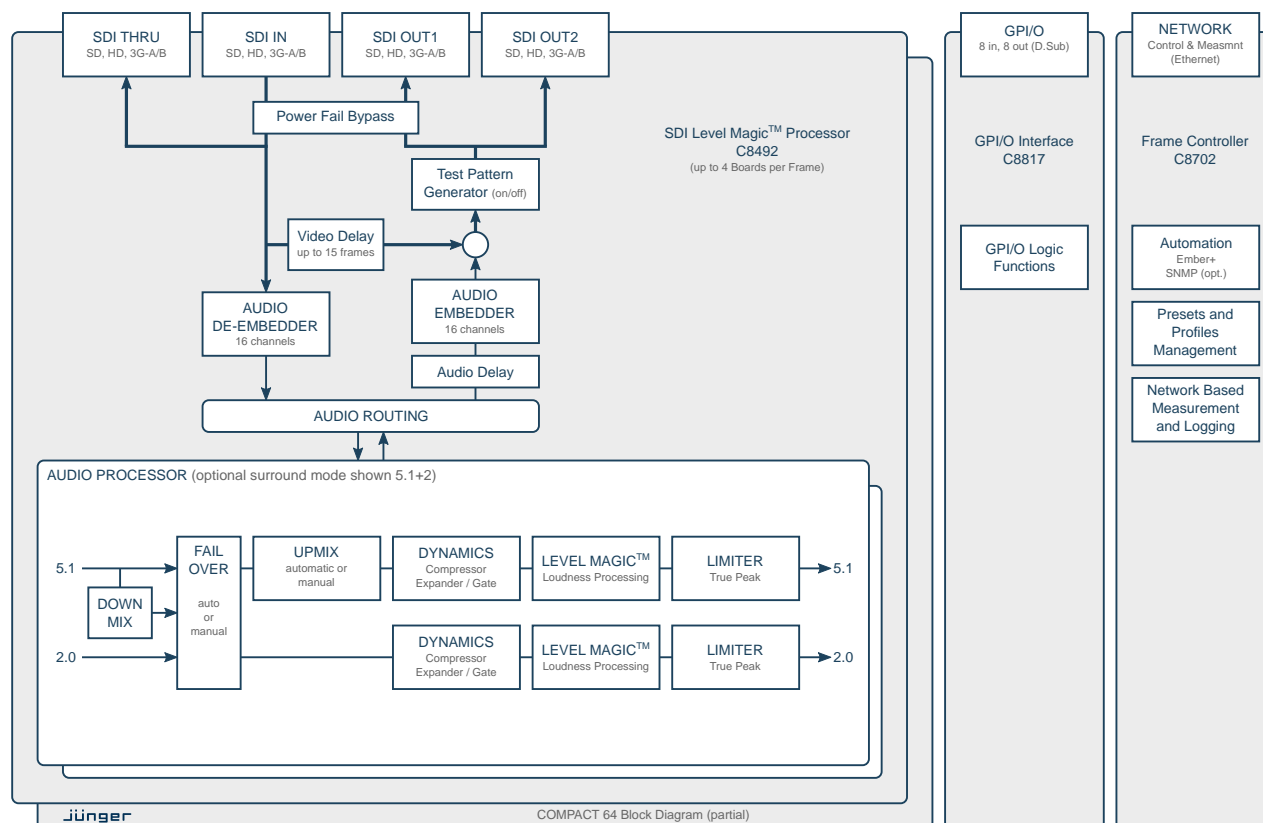 SDI THRU
SD, HD, 3G-A/B
SDI IN
SD, HD, 3G-A/B
SDI OUT1
SD, HD, 3G-A/B
SDI OUT2
SD, HD, 3G-A/B
GPI/O
8 in, 8 out (D.Sub)
NETWORK
Control & Measmnt
(Ethernet)
Power Fail Bypass
SDI Level Magic™ Processor
C8492
(up to 4 Boards per Frame)
GPI/O Interface
C8817
Frame Controller
C8702
Test Pattern
Generator (on/off)
Video Delay
up to 15 frames
GPI/O Logic
Functions
Automation
Ember+
SNMP (opt.)
AUDIO
DE-EMBEDDER
16 channels
AUDIO
EMBEDDER
16 channels
Presets and
Profiles
Management
Audio Delay
Network Based
Measurement
and Logging
AUDIO ROUTING
AUDIO PROCESSOR (optional surround mode shown 5.1+2)
5.1
DOWN
MIX
2.0
FAIL
OVER
auto
or
manual
UPMIX
automatic or
manual
DYNAMICS
Compressor
Expander / Gate
LEVEL MAGIC™
Loudness Processing
LIMITER
True Peak
5.1
DYNAMICS
Compressor
Expander / Gate
LEVEL MAGIC™
Loudness Processing
LIMITER
True Peak
2.0
jünger
COMPACT 64 Block Diagram (partial)